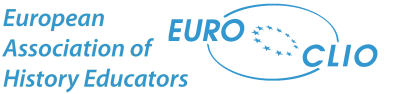 European
Association of
History Educators
EURO
CLIO